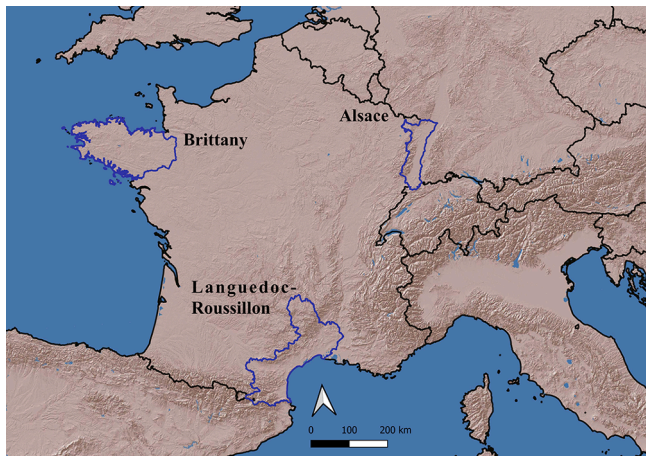 Alsace
Brittany
Languedoc-
Roussillon
0 100 200 km